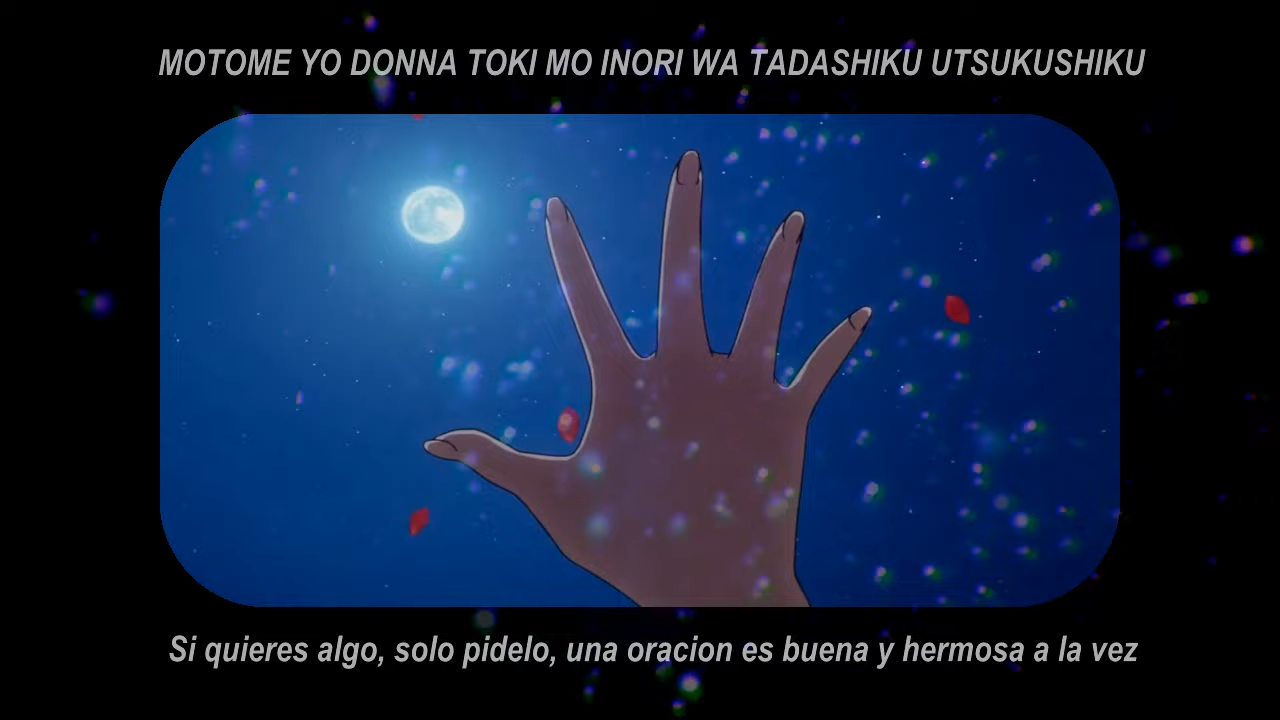 MOTOME YO DONNA TOKI MO INORI WA TADASHIKU UTSUKUSHIKU
Si quieres algo, solo pidelo, una oracion es buena y hermosa a la vez